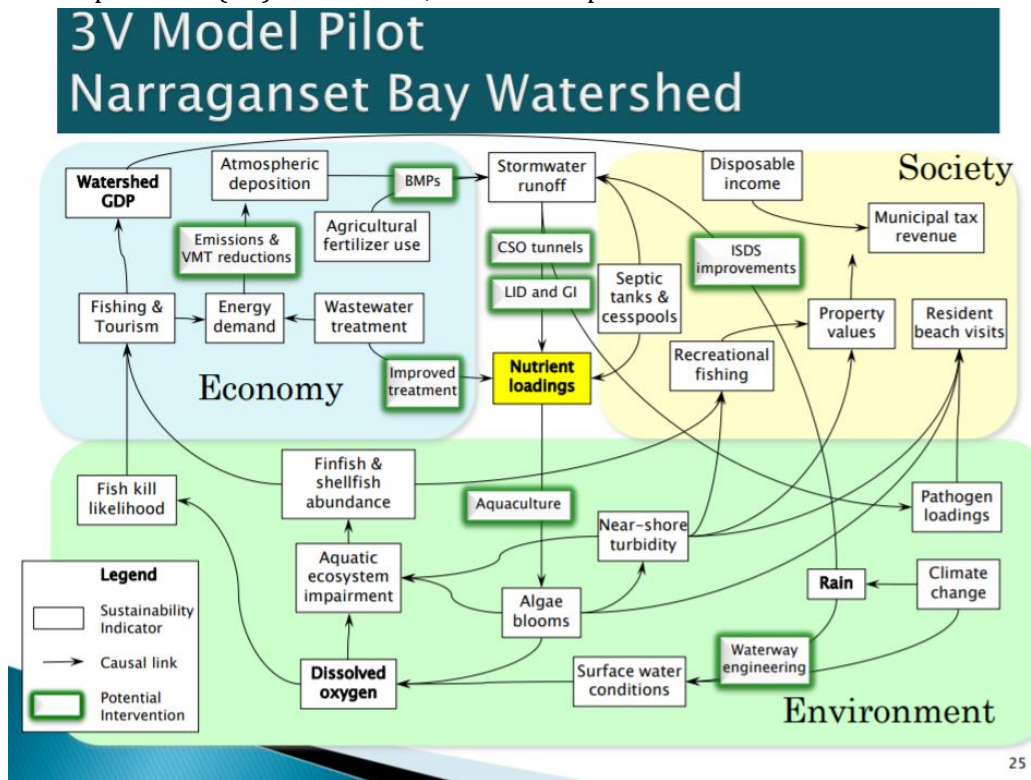 3V Model Pilot
Narraganset Bay Watershed
Society
Watershed
GDP
Atmospheric
deposition
BMPs
Stormwater
runoff
Disposable
income
Municipal tax
revenue
Agricultural
fertilizer use
Emissions &
VMT reductions
CSO tunnels
ISDS
improvements
LID and GI
Septic
tanks &
cesspools
Fishing &
Tourism
Energy
demand
Wastewater
treatment
Property
values
Resident
beach visits
Recreational
fishing
Improved
treatment
Nutrient
loadings
Economy
Fish kill
likelihood
Finfish &
shellfish
abundance
Aquaculture
Near-shore
turbidity
Pathogen
loadings
Aquatic
ecosystem
impairment
Algae
blooms
Rain
Climate
change
Dissolved
oxygen
Surface water
conditions
Waterway
engineering
Environment
Legend
Sustainability
Indicator
Causal link
Potential
Intervention
25